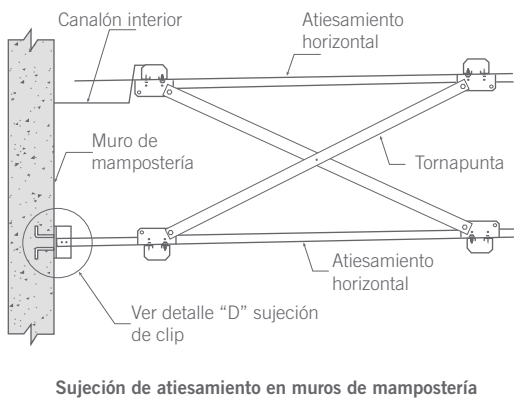 Canalón interior
Atiesamiento
horizontal
Muro de
mampostería
Tornapunta
Atiesamiento
horizontal
Ver detalle “D” sujeción
de clip
Sujeción de atiesamiento en muros de mampostería